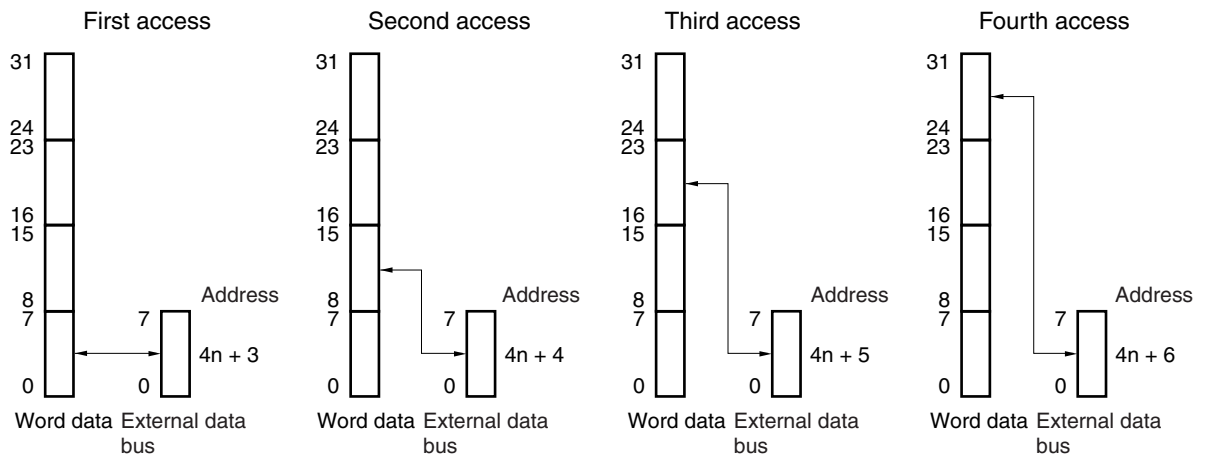 First access
31
24
23
16
15
8
7
0
Address
7
4n + 3
0
Word data External data
bus
Second access
31
24
23
16
15
8
7
0
Address
7
4n + 4
0
Word data External data
bus
Third access
31
24
23
16
15
8
7
0
Address
7
4n + 5
0
Word data External data
bus
Fourth access
31
24
23
16
15
8
7
0
Address
7
4n + 6
0
Word data External data
bus